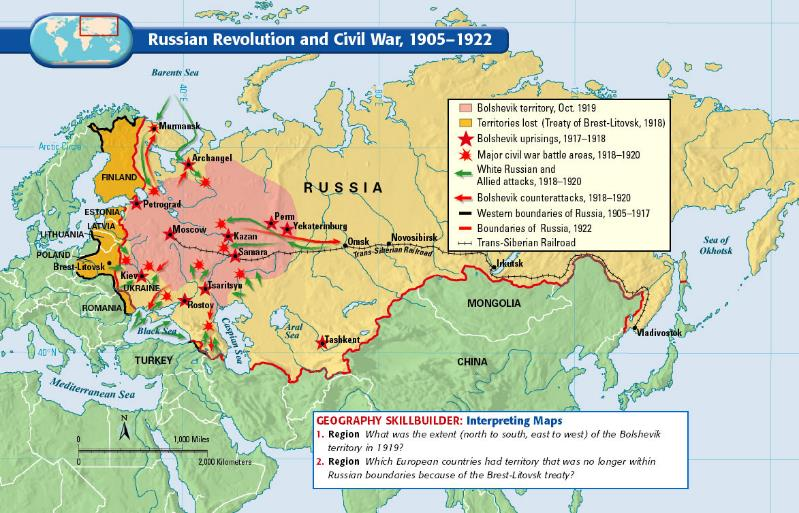 Russian Revolution and Civil War, 1905–1922
Barents Sea
40°E
80°E
Murmansk
Arctic Circle
Archangel
FINLAND
RUSSIA
Petrograd
ESTONIA
LATVIA
LITHUANIA
POLAND
Brest-Litovsk
Moscow
Kazan
Samara
Perm
Yekaterinburg
Omsk
Novosibirsk
Trans-Siberian Railroad
Irkutsk
Sea of
Okhotsk
Kiev
UKRAINE
Tsaritsyn
Rostov
ROMANIA
Black Sea
Caspian Sea
Aral
Sea
Tashkent
MONGOLIA
Vladivostok
40°N
TURKEY
CHINA
Mediterranean Sea
Bolshevik territory, Oct. 1919
Territories lost (Treaty of Brest-Litovsk, 1918)
Bolshevik uprisings, 1917–1918
Major civil war battle areas, 1918–1920
White Russian and
Allied attacks, 1918–1920
Bolshevik counterattacks, 1918–1920
Western boundaries of Russia, 1905–1917
Boundaries of Russia, 1922
Trans-Siberian Railroad
N
0 1,000 Miles
0 2,000 Kilometers
GEOGRAPHY SKILLBUILDER: Interpreting Maps
1. Region What was the extent (north to south, east to west) of the Bolshevik
territory in 1919?
2. Region Which European countries had territory that was no longer within
Russian boundaries because of the Brest-Litovsk treaty?